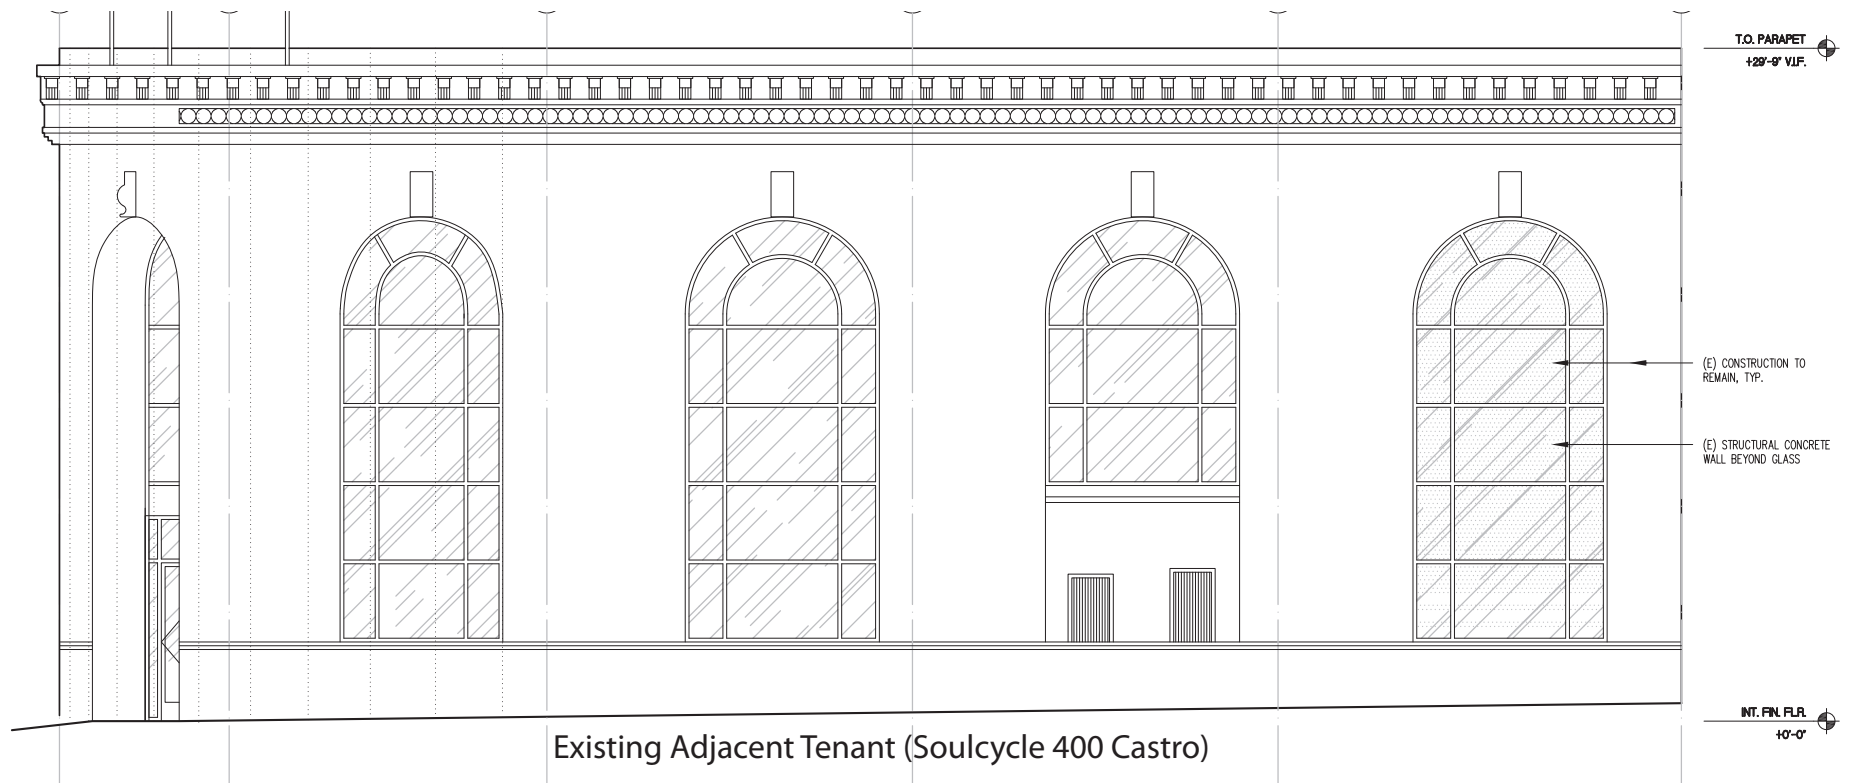 T.O. PARAPET
+29'-9" V.I.F.
(E) CONSTRUCTION TO
REMAIN, TYP.
(E) STRUCTURAL CONCRETE
WALL BEYOND GLASS
INT. FIN. FLR.
+0'-0"
Existing Adjacent Tenant (Soulcycle 400 Castro)